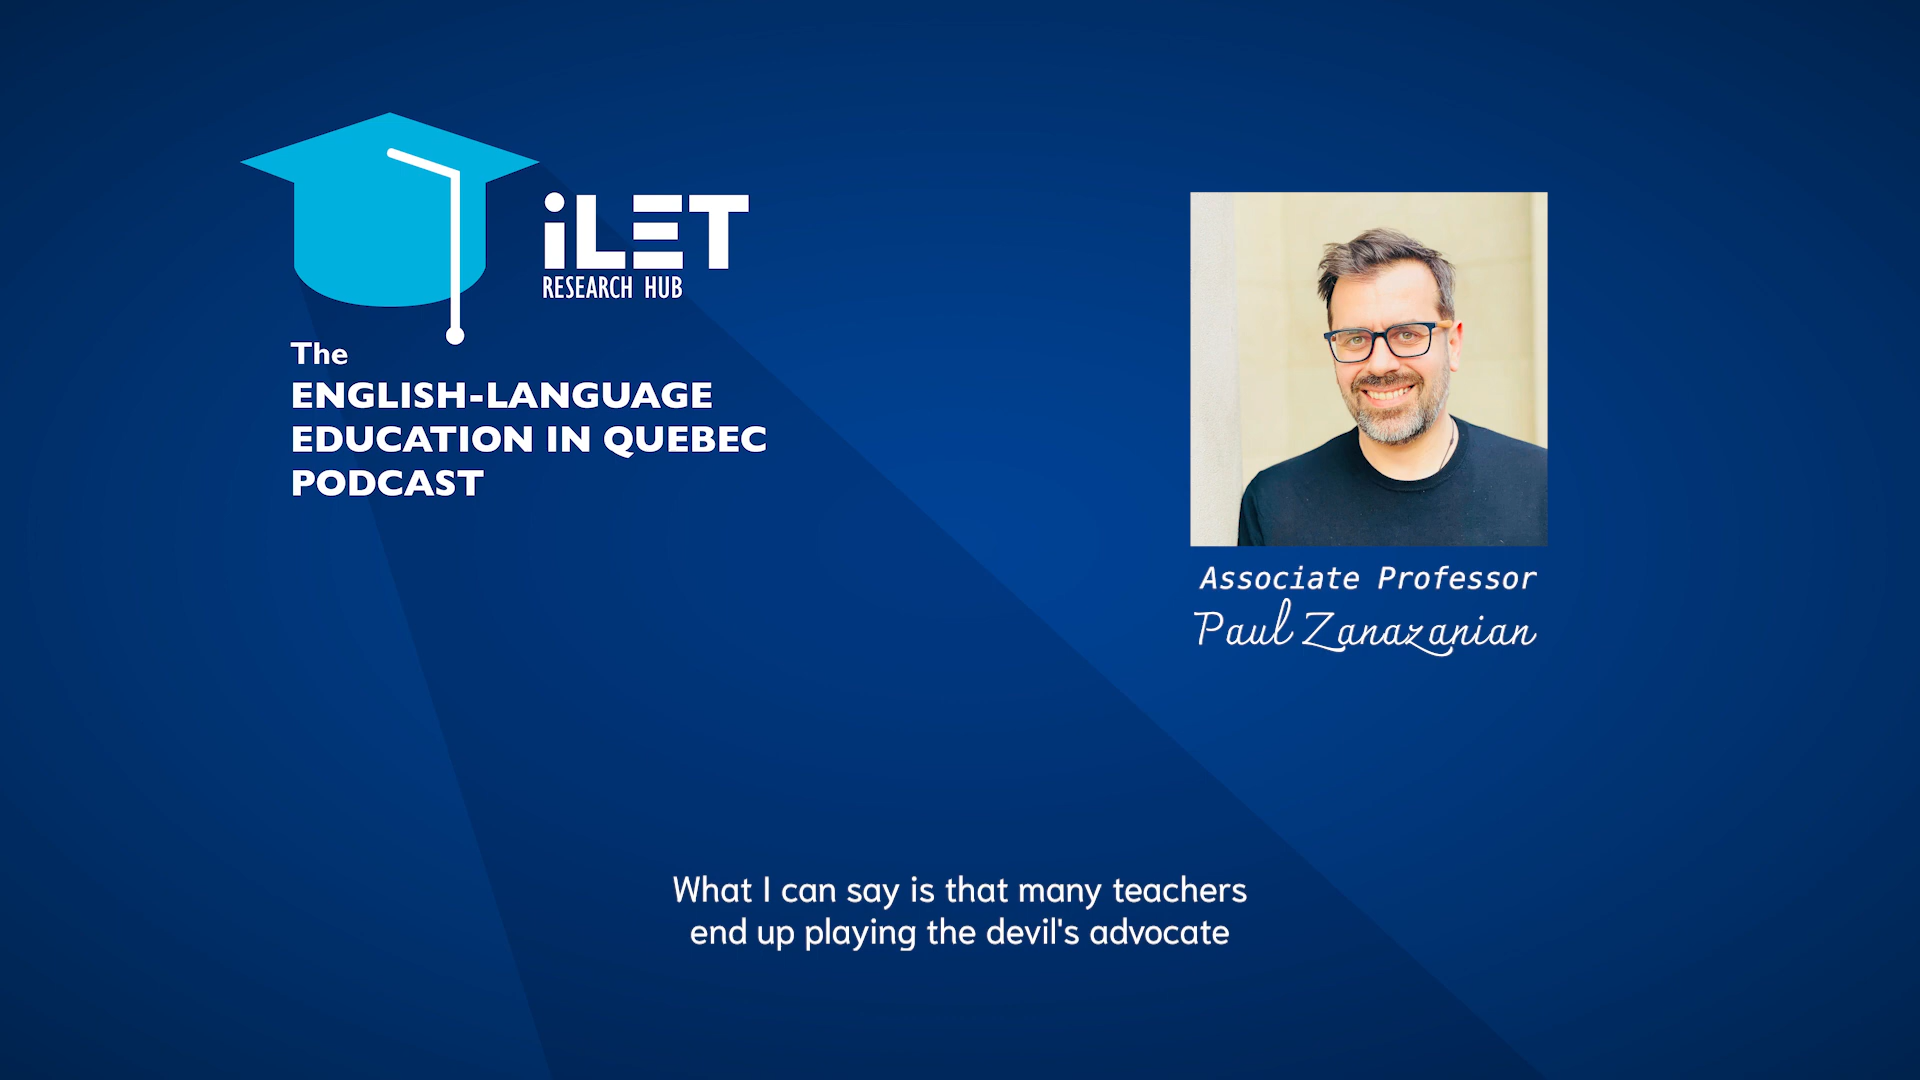 iLET
RESEARCH HUB
The
ENGLISH-LANGUAGE
EDUCATION IN QUEBEC
PODCAST
Associate Professor
Paul Zanazanian
What I can say is that many teachers
end up playing the devil's advocate